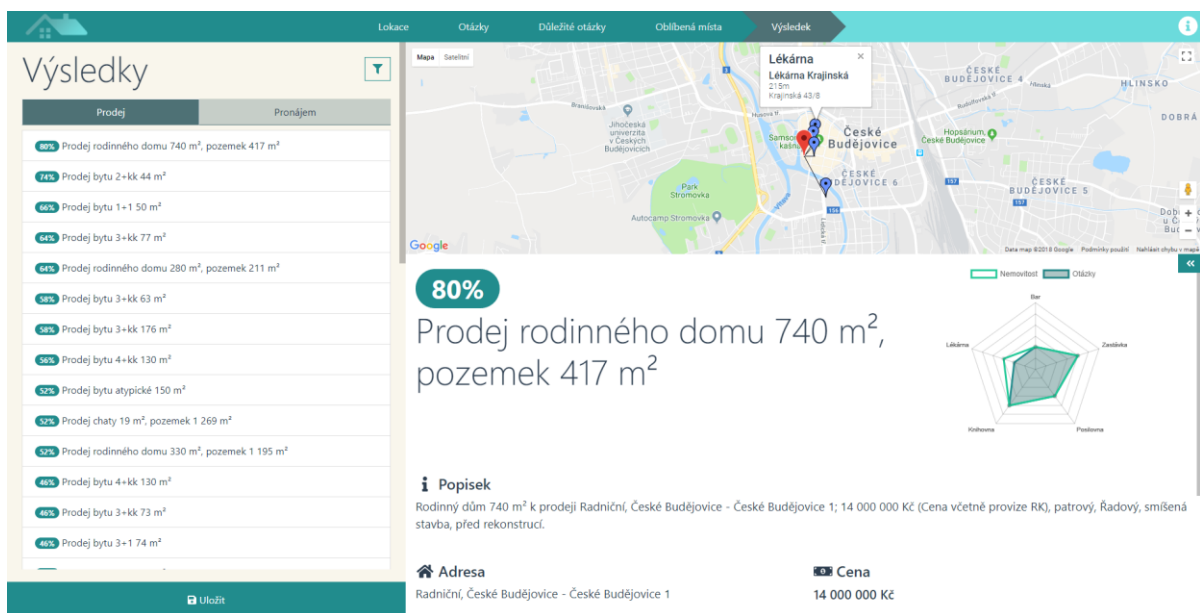 Lokace
Otázky
Důležité otázky
Oblíbená místa
Výsledek
Výsledky
Prodej
Pronájem
80% Prodej rodinného domu 740 m², pozemek 417 m²
74% Prodej bytu 2+kk 44 m²
66% Prodej bytu 1+1 50 m²
64% Prodej bytu 3+kk 77 m²
64% Prodej rodinného domu 280 m², pozemek 211 m²
58% Prodej bytu 3+kk 63 m²
58% Prodej bytu 3+kk 176 m²
56% Prodej bytu 4+kk 130 m²
52% Prodej bytu atypické 150 m²
52% Prodej chaty 19 m², pozemek 1 269 m²
52% Prodej rodinného domu 330 m², pozemek 1 195 m²
46% Prodej bytu 4+kk 130 m²
46% Prodej bytu 3+kk 73 m²
46% Prodej bytu 3+1 74 m²
Uložit
Mapa
Satelitní
Lékárna
Lékárna Krajinská
215m
Krajinská 43/8
ČESKÉ
BUDĚJOVICE 4
Hlinská
HLINSKO
Rudolfovská tř.
DOBRÁ
Branišovská
Husova tř.
Jihočeská
univerzita
v Českých
Budějovicích
České
Budějovice
Hopsárium,
České Budějovice
Park
Stromovka
Autocamp Stromovka
157
ČESKÉ
BUDĚJOVICE 5
157
156
Lidická tř.
Google
Data map ©2018 Google
Podmínky použití
Nahlásit chybu v mapě
80%
Prodej rodinného domu 740 m²,
pozemek 417 m²
Nemovitost
Otázky
Bar
Zastávka
Posilovna
Knihovna
Lékárna
Popisek
Rodinný dům 740 m² k prodeji Radniční, České Budějovice - České Budějovice 1; 14 000 000 Kč (Cena včetně provize RK), patrový, Řadový, smíšená
stavba, před rekonstrucí.
Adresa
Radniční, České Budějovice - České Budějovice 1
Cena
14 000 000 Kč